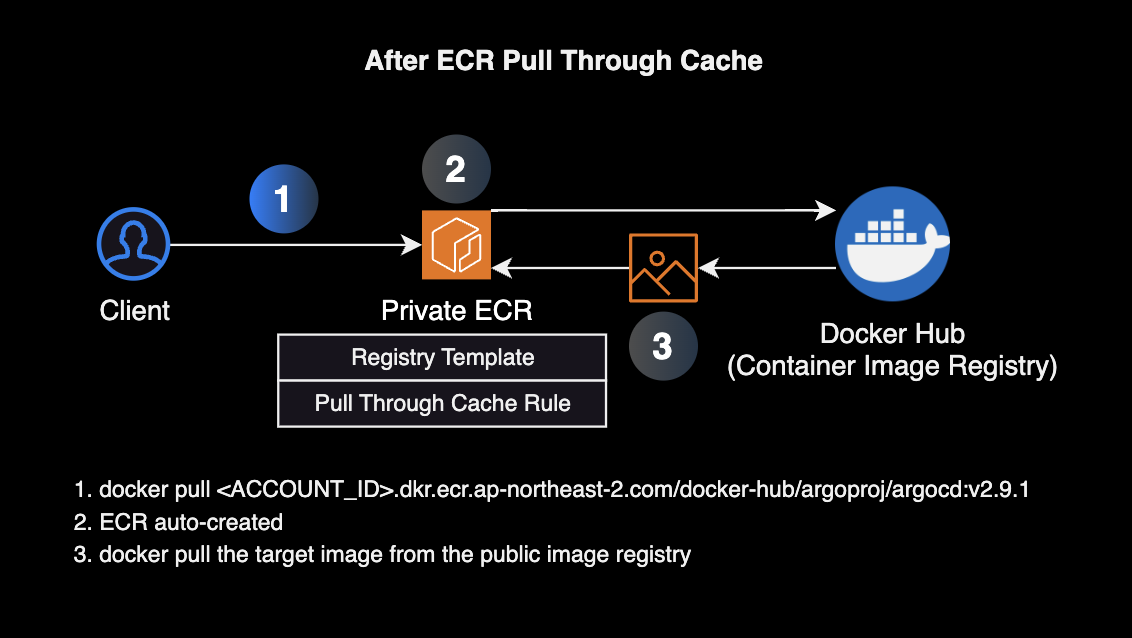 After ECR Pull Through Cache
1
2
Client
Private ECR
Registry Template
Pull Through Cache Rule
3
Docker Hub
(Container Image Registry)
1. docker pull <ACCOUNT_ID>.dkr.ecr.ap-northeast-2.com/docker-hub/argoproj/argocd:v2.9.1
2. ECR auto-created
3. docker pull the target image from the public image registry